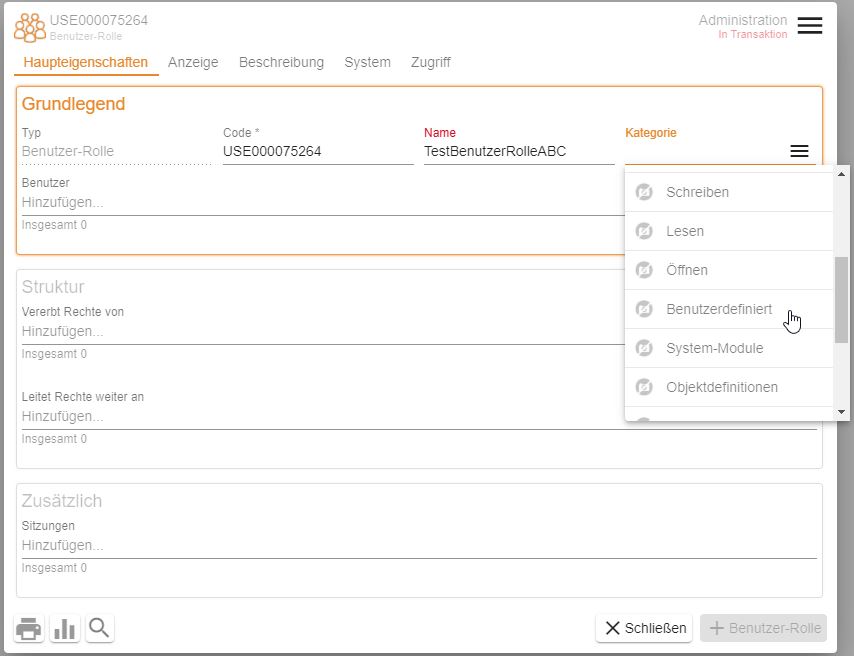 USE000075264
Benutzer-Rolle
Administration
In Transaktion
Haupteigenschaften Anzeige Beschreibung System Zugriff
Grundlegend
Typ Code * Name Kategorie
Benutzer-Rolle USE000075264 TestBenutzerRolleABC
Benutzer
Hinzufügen...
Insgesamt 0
Schreiben
Lesen
Öffnen
Benutzerdefiniert
System-Module
Objektdefinitionen
Struktur
Vererbt Rechte von
Hinzufügen...
Insgesamt 0
Leitet Rechte weiter an
Hinzufügen...
Insgesamt 0
Zusätzlich
Sitzungen
Hinzufügen...
Insgesamt 0
Schließen Benutzer-Rolle